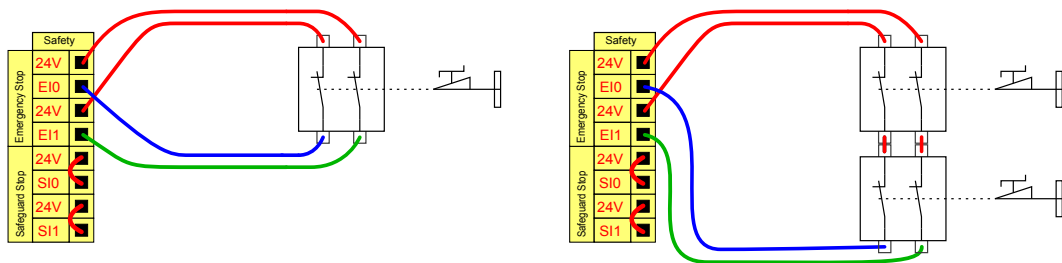 Safety
Emergency Stop
24V
EI0
24V
EI1
Safeguard Stop
24V
SI0
24V
SI1
Safety
Emergency Stop
24V
EI0
24V
EI1
Safeguard Stop
24V
SI0
24V
SI1